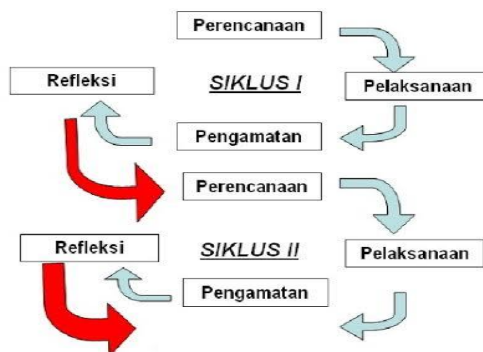 Perencanaan
Refleksi
SIKLUS I
Pelaksanaan
Pengamatan
Perencanaan
Refleksi
SIKLUS II
Pelaksanaan
Pengamatan